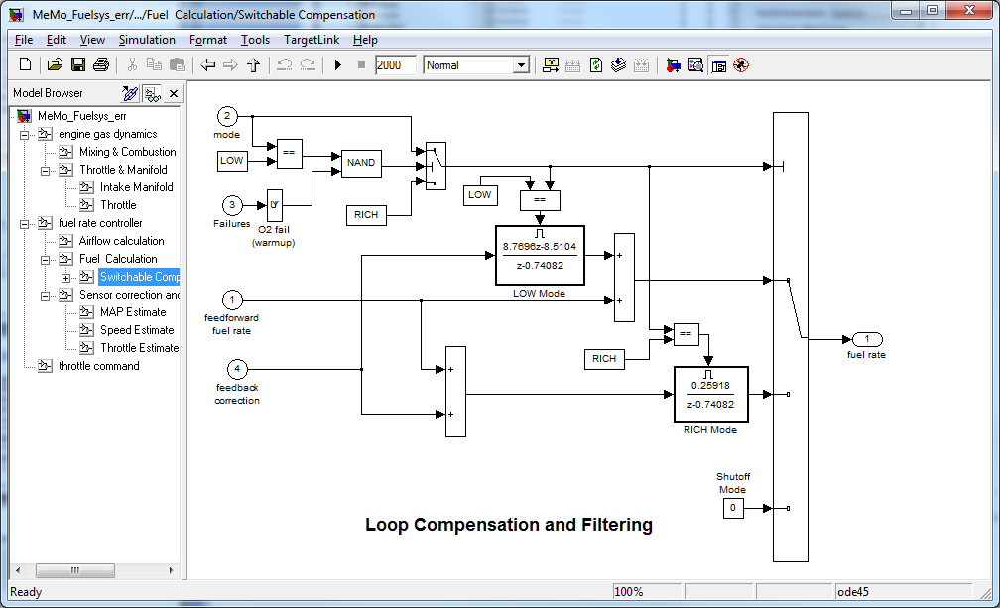 MeMo_Fuelsys_err/.../Fuel Calculation/Switchable Compensation
File Edit View Simulation Format Tools TargetLink Help
2000 Normal
Model Browser
MeMo_Fuelsys_err
engine gas dynamics
Mixing & Combustion
Throttle & Manifold
Intake Manifold
Throttle
fuel rate controller
Airflow calculation
Fuel Calculation
Switchable Comp
Sensor correction and
MAP Estimate
Speed Estimate
Throttle Estimate
throttle command
2
mode
LOW
==
NAND
3
Failures
O2 fail
(warmup)
RICH
LOW
==
8.7696z-8.5104
z-0.74082
LOW Mode
+
+
1
feedforward
fuel rate
4
feedback
correction
+
+
RICH
==
0.25918
z-0.74082
RICH Mode
1
fuel rate
Shutoff
Mode
0
Loop Compensation and Filtering
Ready 100% ode45